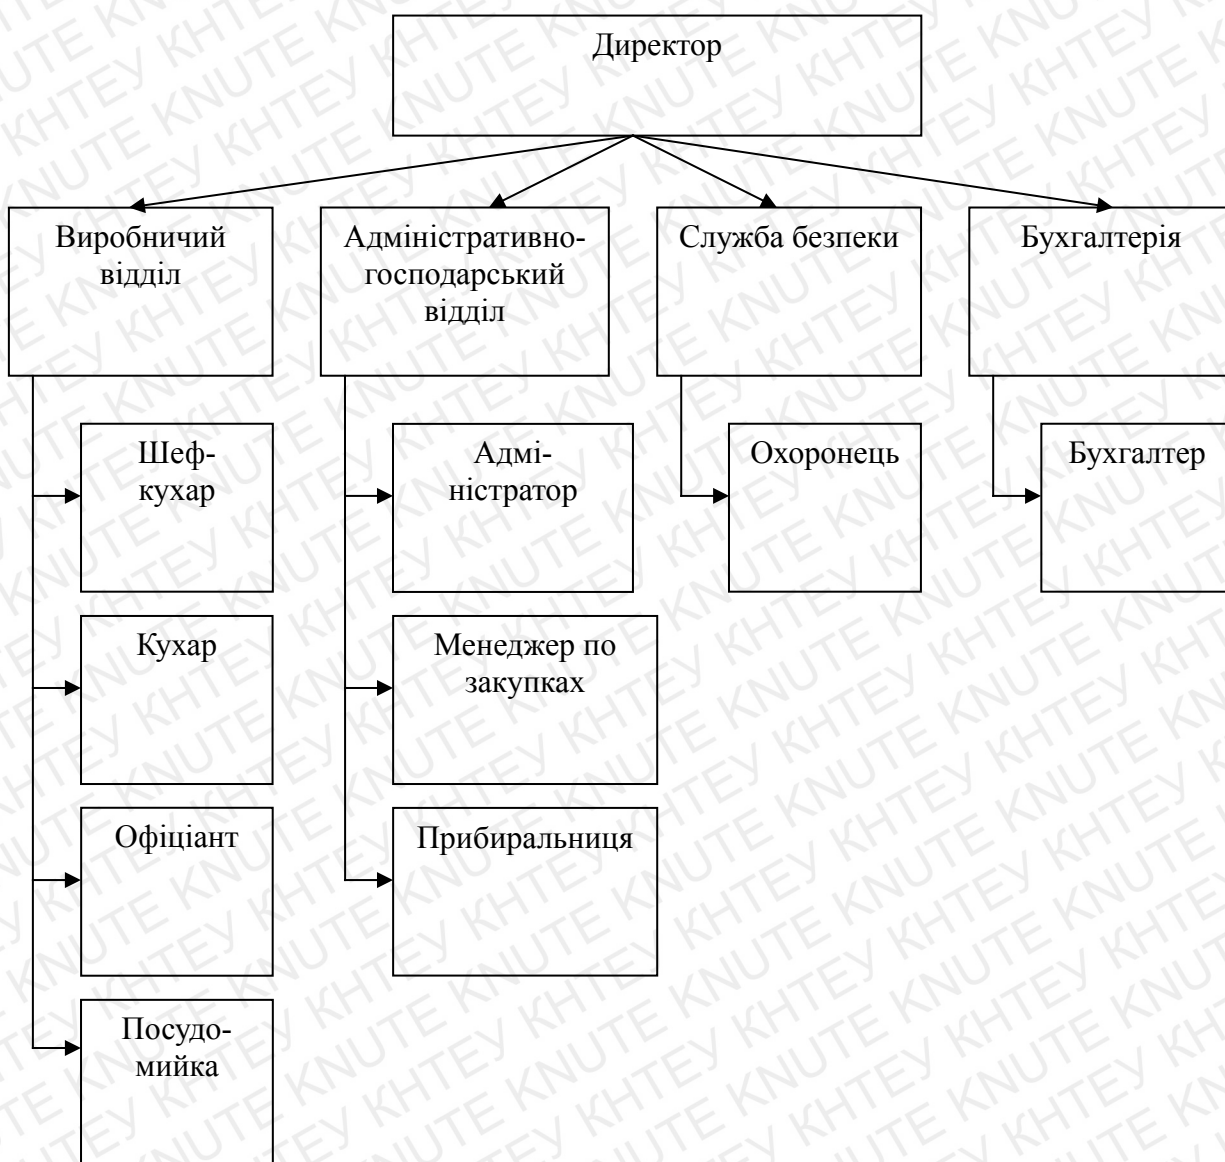 Директор
Виробничий
відділ
Адміністративно-
господарський
відділ
Служба безпеки
Бухгалтерія
Шеф-
кухар
Адмі-
ністратор
Охоронець
Бухгалтер
Кухар
Менеджер по
закупках
Офіціант
Прибиральниця
Посудо-
мийка